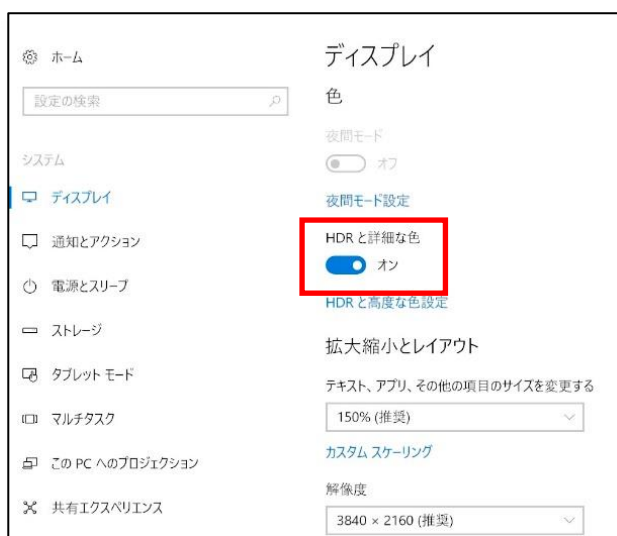 ホーム
設定の検索
システム
ディスプレイ
通知とアクション
電源とスリープ
ストレージ
タブレット モード
マルチタスク
この PC へのプロジェクション
共有エクスペリエンス
ディスプレイ
色
夜間モード
オフ
夜間モード設定
HDR と詳細な色
オン
HDR と高度な色設定
拡大縮小とレイアウト
テキスト、アプリ、その他の項目のサイズを変更する
150% (推奨)
カスタム スケーリング
解像度
3840 × 2160 (推奨)